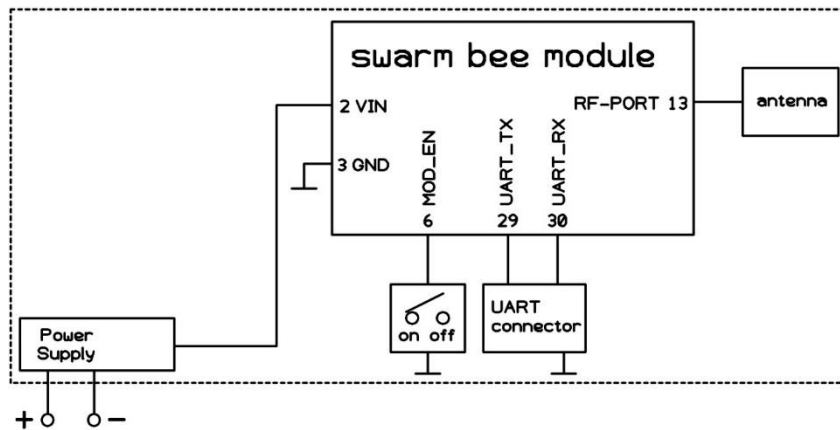 swarm bee module
2 VIN
RF-PORT 13
antenna
3 GND
MOD_EN
UART_TX
UART_RX
6
29
30
on off
UART
connector
Power
Supply
+
-